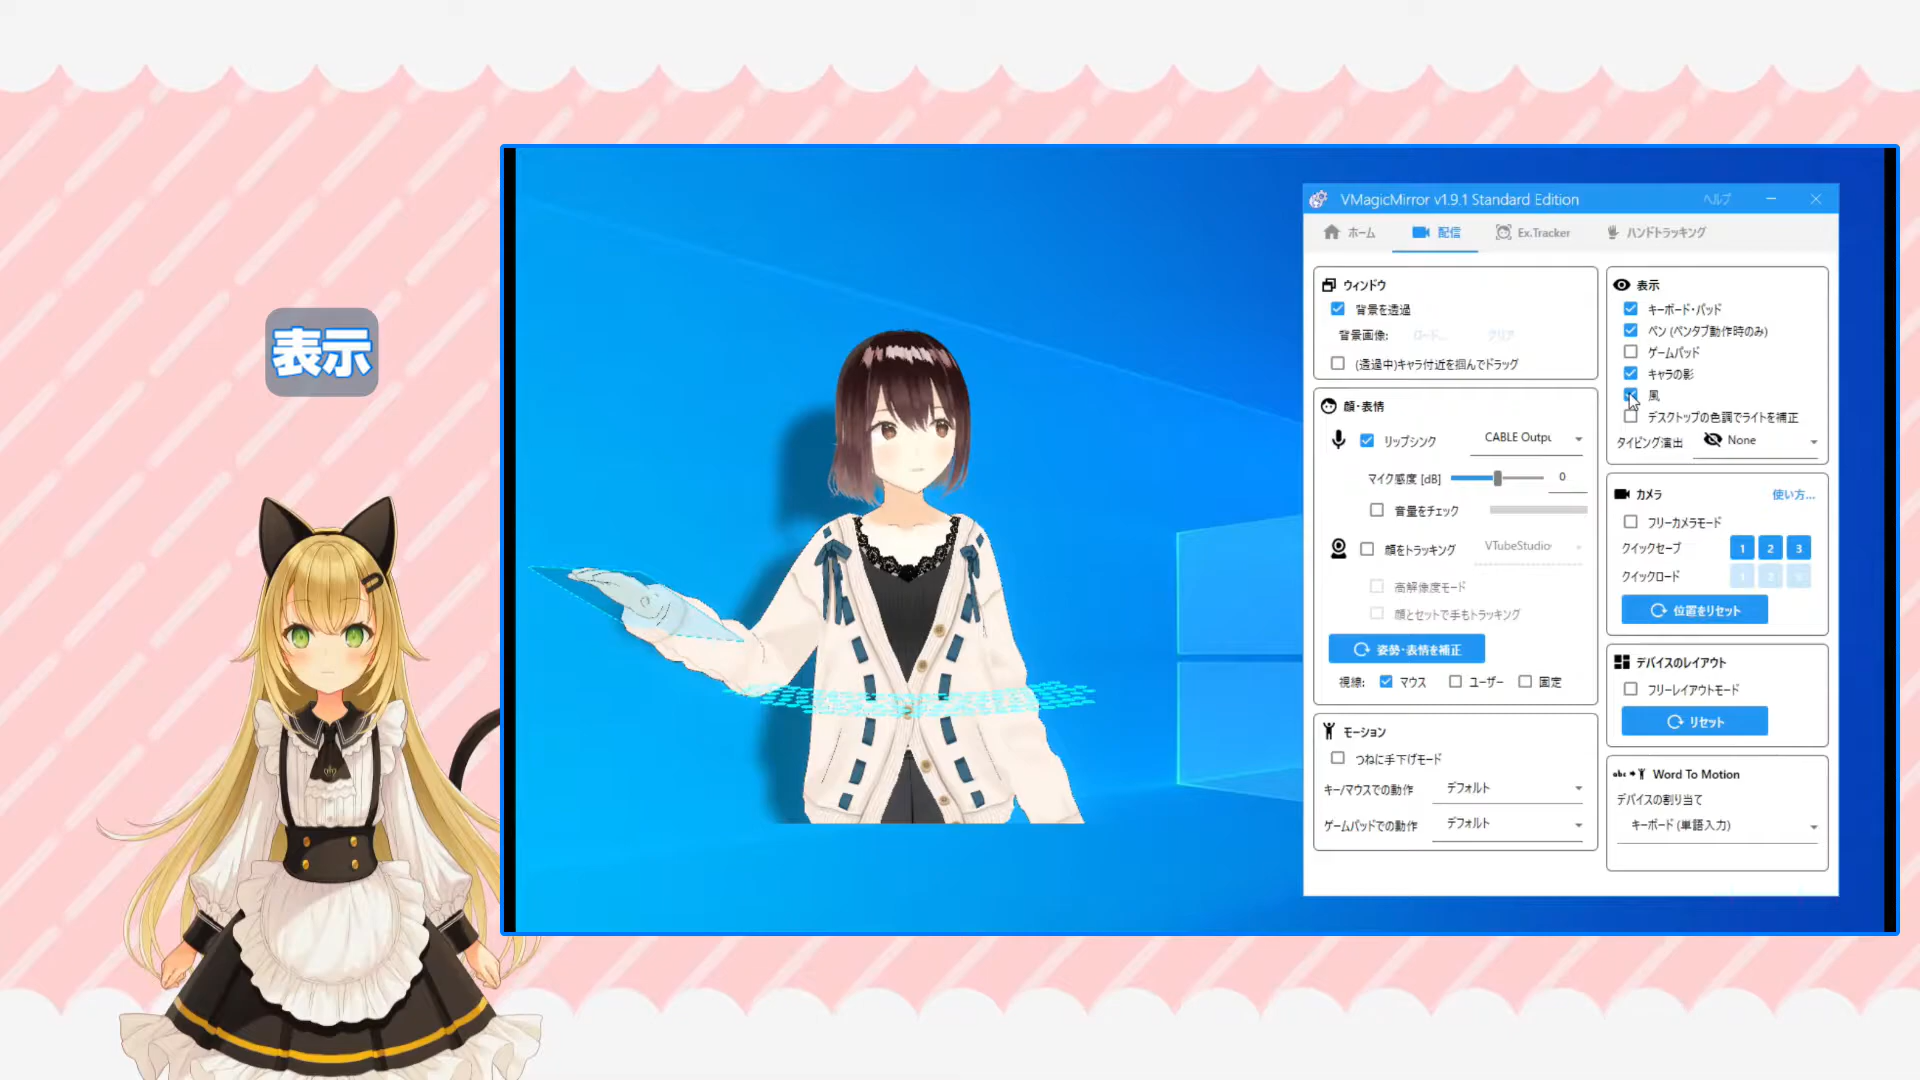 表示
VMagicMirror v1.9.1 Standard Edition
ヘルプ
ホーム
配信
Ex.Tracker
ハンドトラッキング
ウィンドウ
背景を透過
背景画像: ロード... クリア
(透過中)キャラ付近を掴んでドラッグ
顔・表情
リップシンク
CABLE Outpu
マイク感度 [dB]
0
音量をチェック
顔をトラッキング
VTubeStudio
高解像度モード
顔とセットで手もトラッキング
姿勢・表情を補正
視線: マウス ユーザー 固定
モーション
つねに手下げモード
キー/マウスでの動作 デフォルト
ゲームパッドでの動作 デフォルト
表示
キーボード・パッド
ペン (ペンタブ動作時のみ)
ゲームパッド
キャラの影
風
デスクトップの色調でライトを補正
タイピング演出 None
カメラ
使い方...
フリーカメラモード
クイックセーブ 1 2 3
クイックロード 1 2
位置をリセット
デバイスのレイアウト
フリーレイアウトモード
リセット
abc Word To Motion
デバイスの割り当て
キーボード (単語入力)